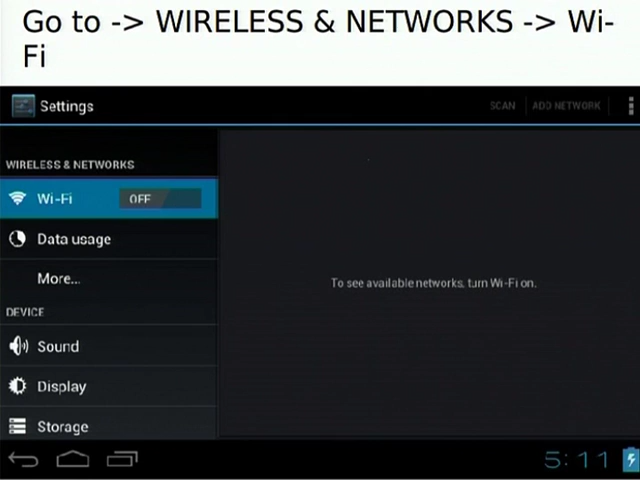 Go to -> WIRELESS & NETWORKS -> Wi-
Fi
Settings
SCAN
ADD NETWORK
WIRELESS & NETWORKS
Wi-Fi
OFF
Data usage
More...
To see available networks, turn Wi-Fi on.
DEVICE
Sound
Display
Storage
5:11